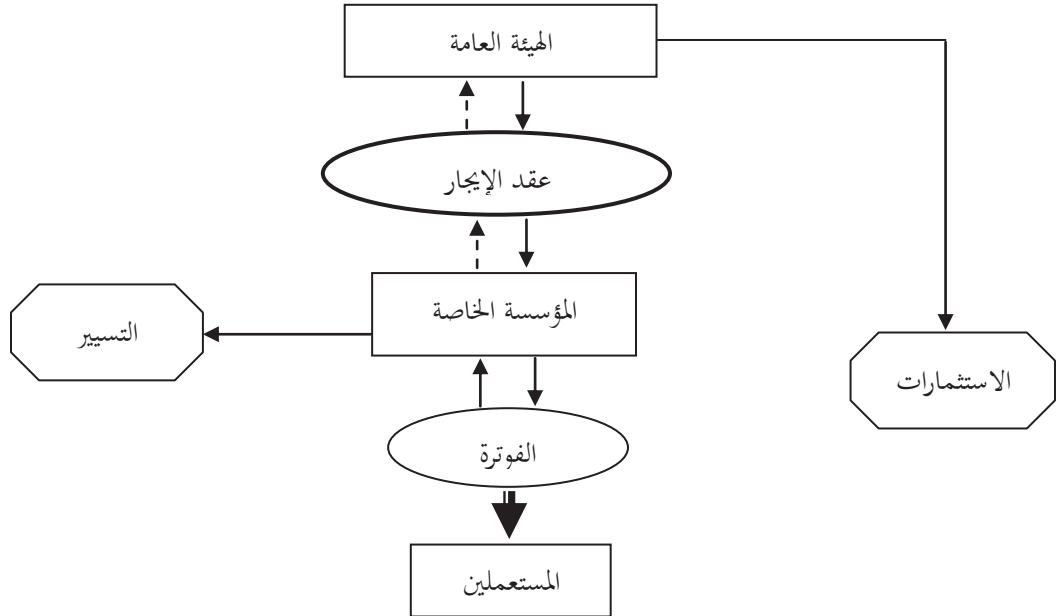 الهيئة العامة
عقد الإيجار
المؤسسة الخاصة
التسيير
الاستثمارات
الفوترة
المستعملين